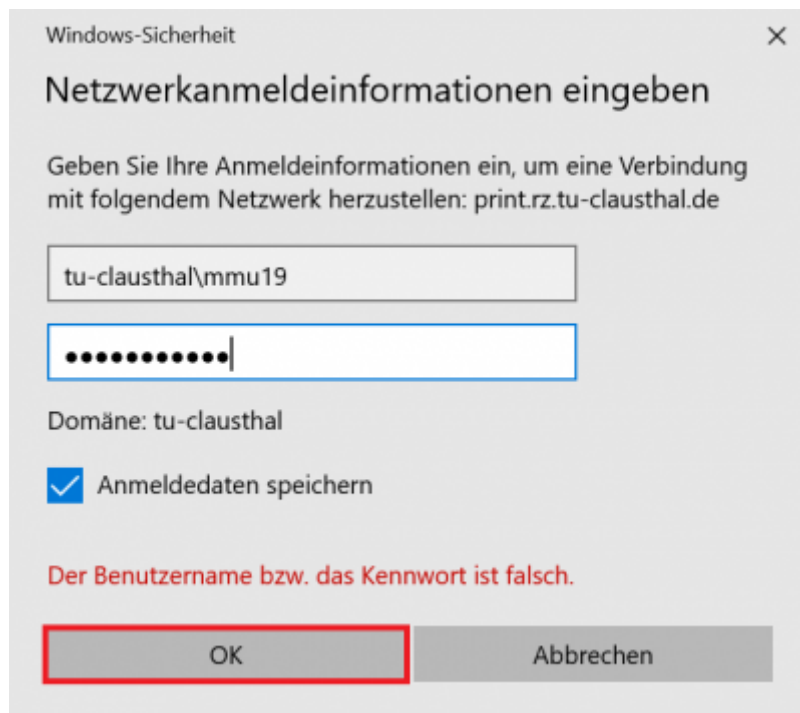 Windows-Sicherheit
Netzwerkanmeldeinformationen eingeben
Geben Sie Ihre Anmeldeinformationen ein, um eine Verbindung
mit folgendem Netzwerk herzustellen: print.rz.tu-clausthal.de
tu-clausthal\mmu19
●●●●●●●●●●●
Domäne: tu-clausthal
Anmeldedaten speichern
Der Benutzername bzw. das Kennwort ist falsch.
OK Abbrechen